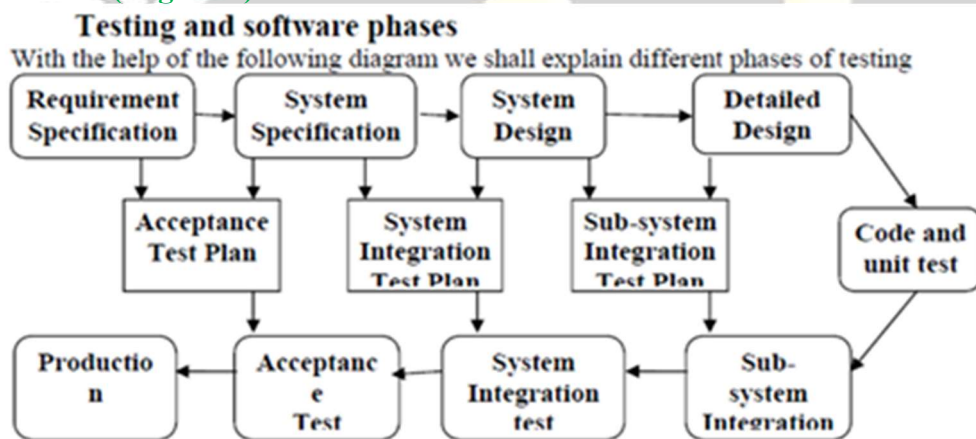 Testing and software phases
With the help of the following diagram we shall explain different phases of testing
Requirement
Specification
System
Specification
System
Design
Detailed
Design
Acceptance
Test Plan
System
Integration
Test Plan
Sub-system
Integration
Test Plan
Code and
unit test
Productio
n
Acceptanc
e
Test
System
Integration
test
Sub-
system
Integration